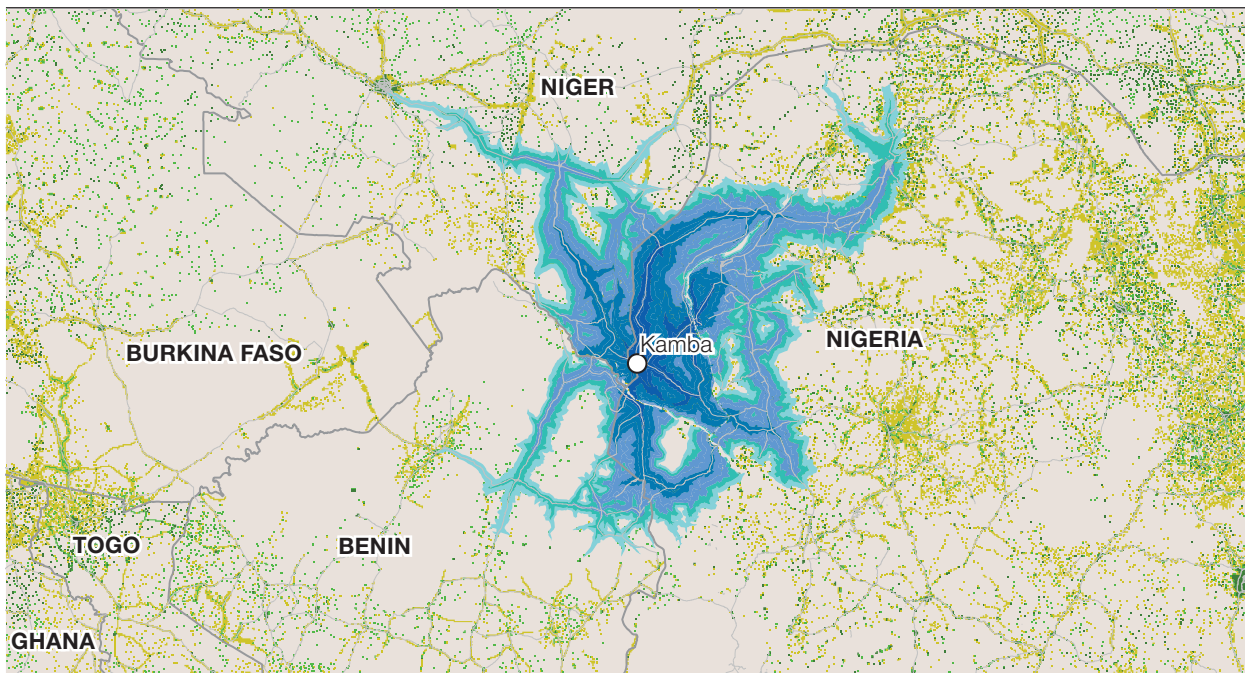 NIGER
Kamba
NIGERIA
BURKINA FASO
TOGO
BENIN
GHANA